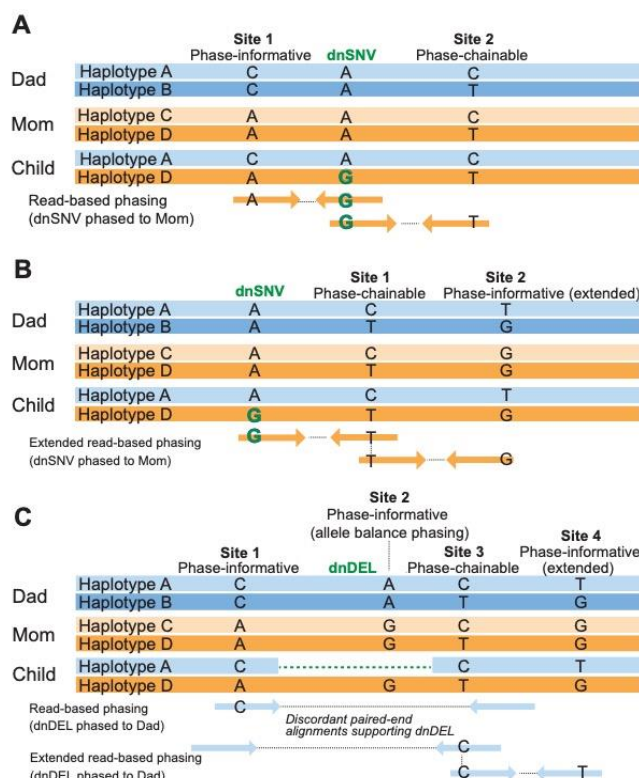 A
Site 1 Site 2
Phase-informative dnSNV Phase-chainable
Dad Haplotype A C A C
Haplotype B C A T
Mom Haplotype C A A C
Haplotype D A A T
Child Haplotype A C A C
Haplotype D A G T
Read-based phasing A G
(dnSNV phased to Mom) G T
B
Site 1 Site 2
dnSNV Phase-chainable Phase-informative (extended)
Dad Haplotype A A C T
Haplotype B A T G
Mom Haplotype C A C G
Haplotype D A T G
Child Haplotype A A C T
Haplotype D G T G
Extended read-based phasing G T
(dnSNV phased to Mom) T G
C
Site 2
Phase-informative
(allele balance phasing)
Site 1 Site 3 Site 4
Phase-informative dnDEL Phase-chainable Phase-informative
(extended)
Dad Haplotype A C A C T
Haplotype B C A T G
Mom Haplotype C A G C G
Haplotype D A G T G
Child Haplotype A C C T
Haplotype D A G T G
Read-based phasing C
(dnDEL phased to Dad) Discordant paired-end
alignments supporting dnDEL
Extended read-based phasing C
(dnDEL phased to Dad) C T